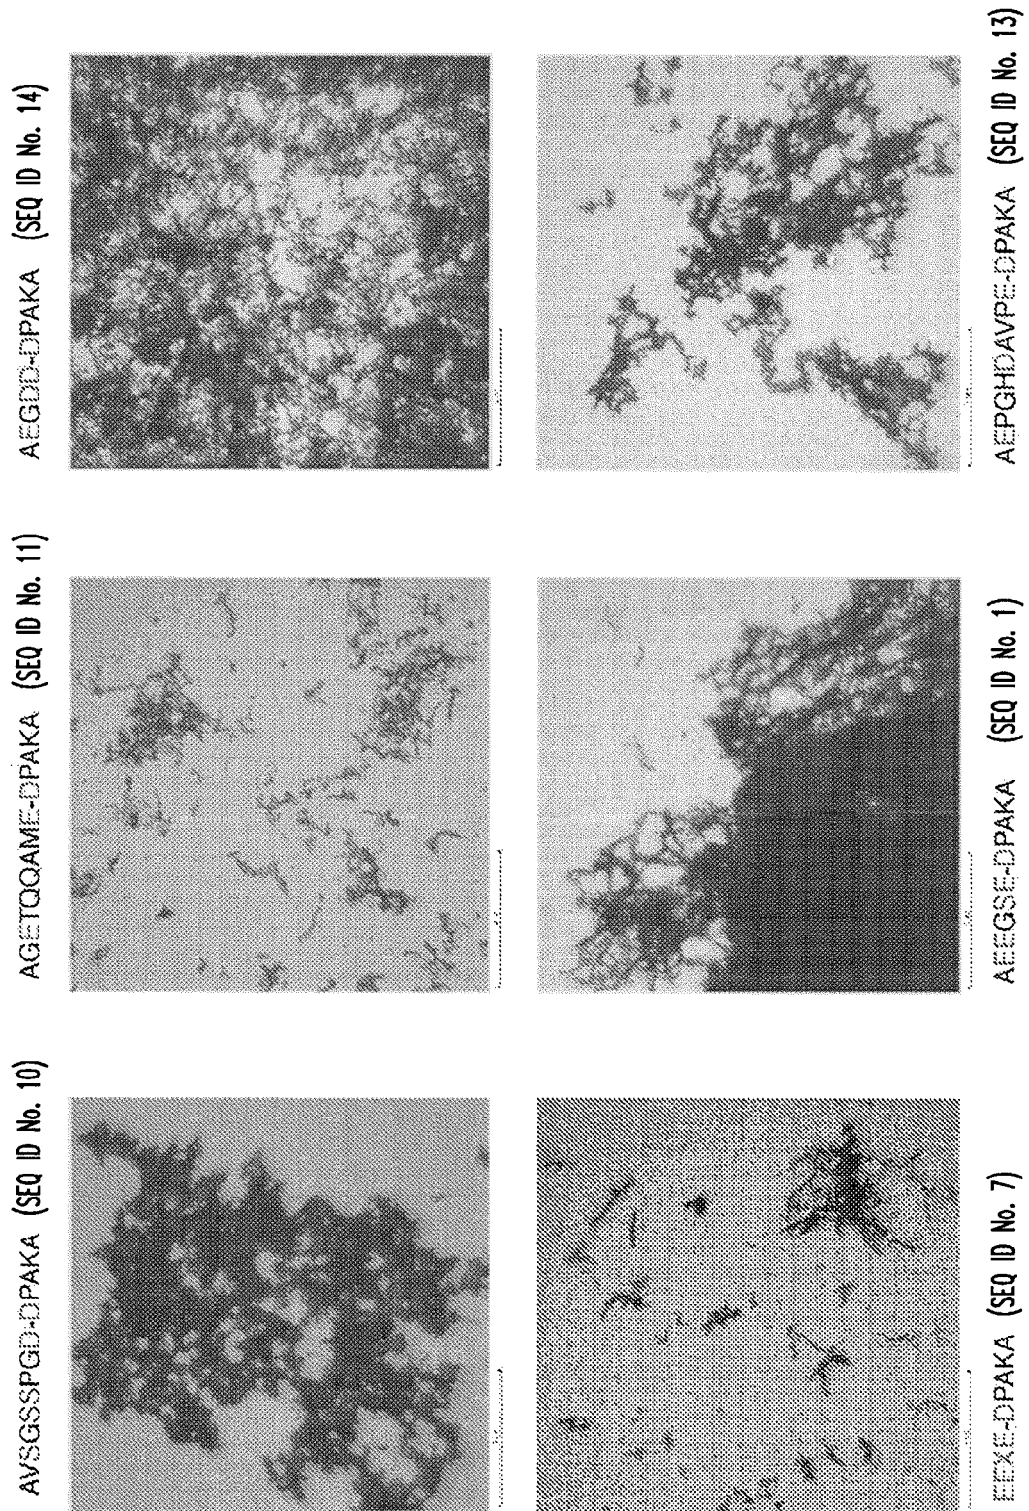 AVSGSSPGD-DPAKA (SEQ ID No. 10)
AGETQQAME-DPAKA (SEQ ID No. 11)
AEGDD-DPAKA (SEQ ID No. 14)
EEXE-DPAKA (SEQ ID No. 7)
AEEGSE-DPAKA (SEQ ID No. 1)
AEPGHDAVPE-DPAKA (SEQ ID No. 13)